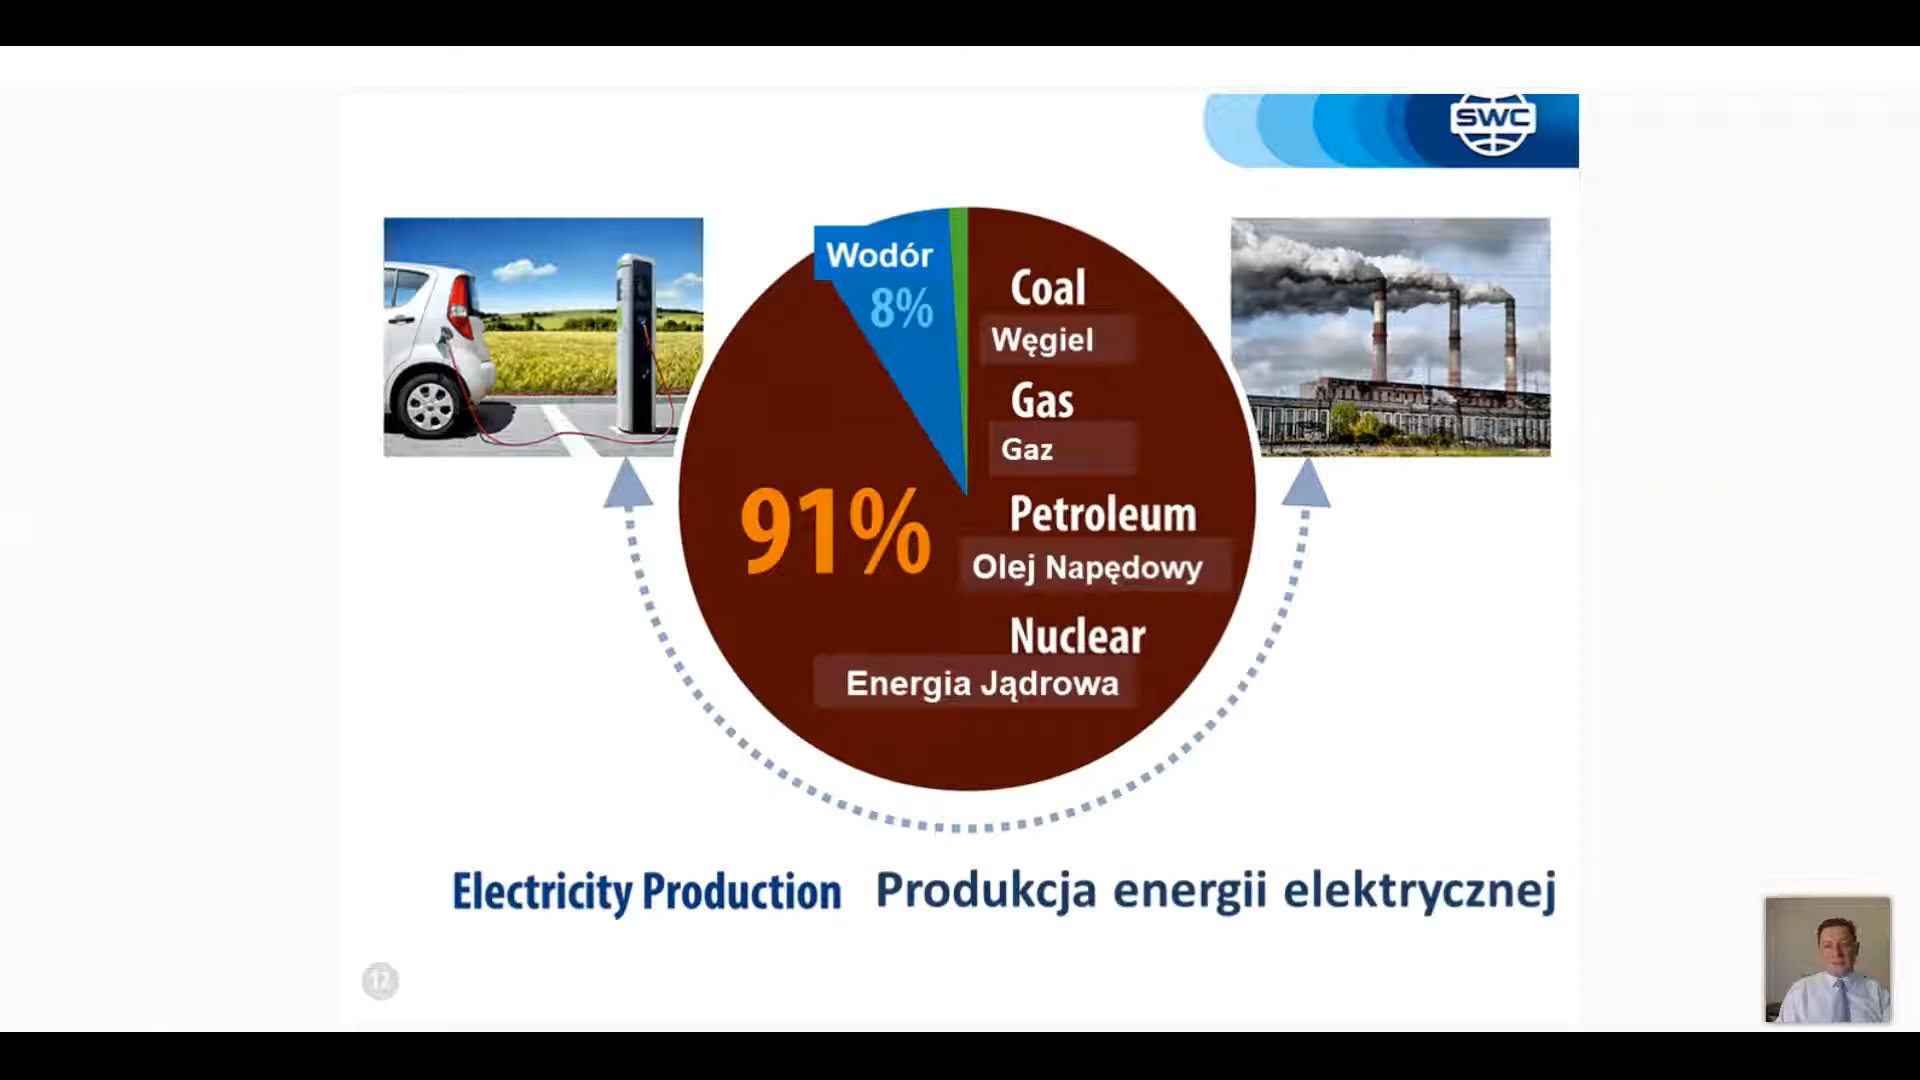 SWC
Wodór
8%
Coal
Węgiel
Gas
Gaz
91%
Petroleum
Olej Napędowy
Nuclear
Energia Jądrowa
Electricity Production Produkcja energii elektrycznej
12